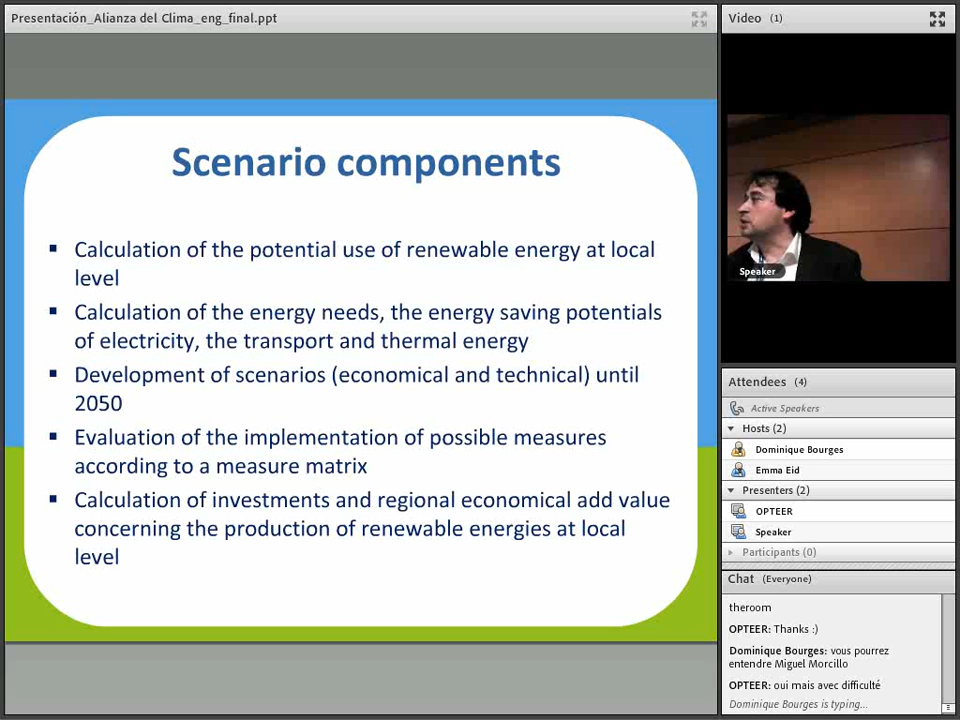 Presentación_Alianza del Clima_eng_final.ppt
Scenario components
▪ Calculation of the potential use of renewable energy at local
level
▪ Calculation of the energy needs, the energy saving potentials
of electricity, the transport and thermal energy
▪ Development of scenarios (economical and technical) until
2050
▪ Evaluation of the implementation of possible measures
according to a measure matrix
▪ Calculation of investments and regional economical add value
concerning the production of renewable energies at local
level
Video (1)
Speaker
Attendees (4)
Active Speakers
Hosts (2)
Dominique Bourges
Emma Eid
Presenters (2)
OPTEER
Speaker
Participants (0)
Chat (Everyone)
theroom
OPTEER: Thanks :)
Dominique Bourges: vous pourrez
entendre Miguel Morcillo
OPTEER: oui mais avec difficulté
Dominique Bourges is typing...